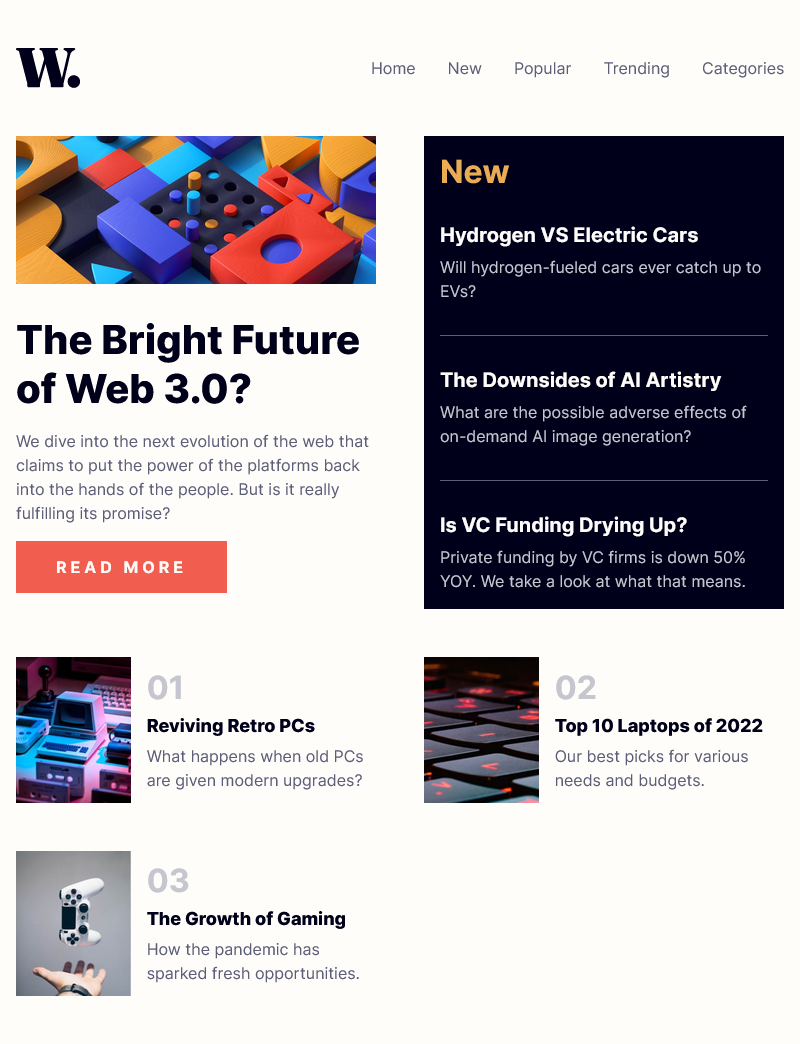 W.
Home New Popular Trending Categories
The Bright Future
of Web 3.0?
We dive into the next evolution of the web that
claims to put the power of the platforms back
into the hands of the people. But is it really
fulfilling its promise?
READ MORE
New
Hydrogen VS Electric Cars
Will hydrogen-fueled cars ever catch up to
EVs?
The Downsides of AI Artistry
What are the possible adverse effects of
on-demand AI image generation?
Is VC Funding Drying Up?
Private funding by VC firms is down 50%
YOY. We take a look at what that means.
01
Reviving Retro PCs
What happens when old PCs
are given modern upgrades?
02
Top 10 Laptops of 2022
Our best picks for various
needs and budgets.
03
The Growth of Gaming
How the pandemic has
sparked fresh opportunities.